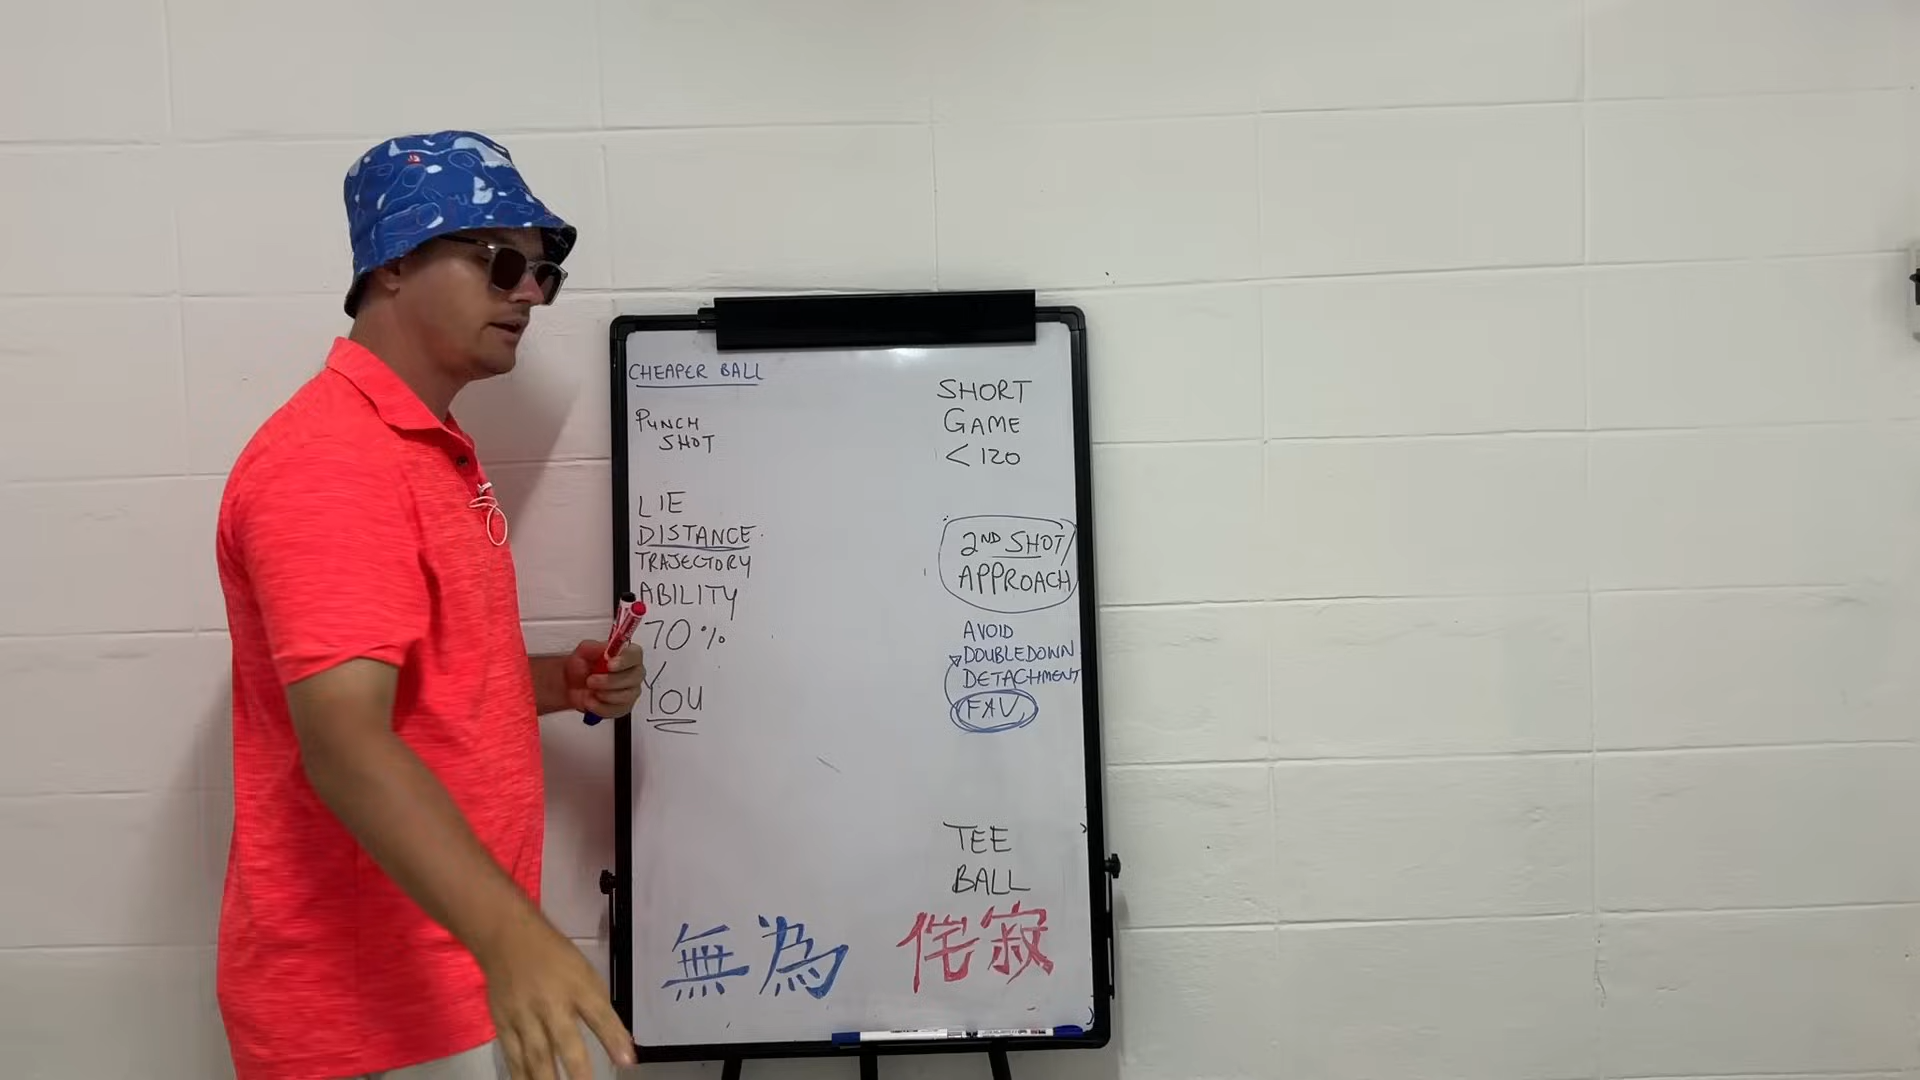 CHEAPER BALL
PUNCH
SHOT
LIE
DISTANCE
TRAJECTORY
ABILITY
70%
YOU
SHORT
GAME
<120
2ND SHOT/
APPROACH
AVOID
DOUBLEDOWN
DETACHMENT
FAV
TEE
BALL
無為 侘寂